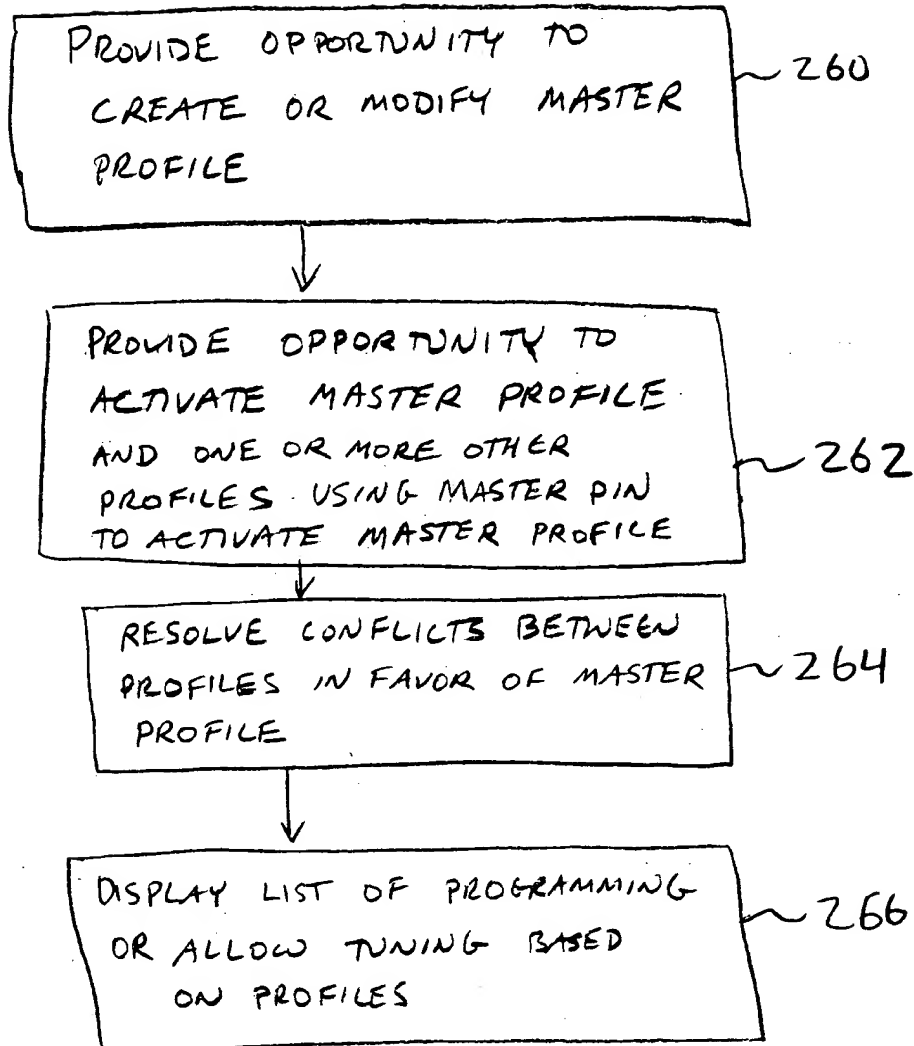 PROVIDE OPPORTUNITY TO
CREATE OR MODIFY MASTER
PROFILE
260
PROVIDE OPPORTUNITY TO
ACTIVATE MASTER PROFILE
AND ONE OR MORE OTHER
PROFILES USING MASTER PIN
TO ACTIVATE MASTER PROFILE
262
RESOLVE CONFLICTS BETWEEN
PROFILES IN FAVOR OF MASTER
PROFILE
264
DISPLAY LIST OF PROGRAMMING
OR ALLOW TUNING BASED
ON PROFILES
266